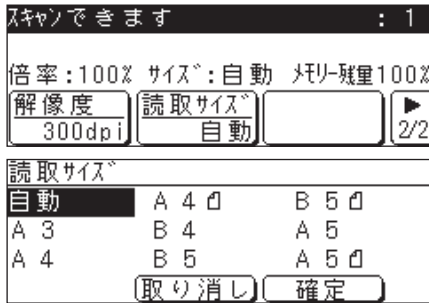 スキャンできます : 1
倍率:100% サイズ:自動 メモリー残量100%
解像度 読取サイズ ▶
300dpi 自動 2/2
読取サイズ
自動 A4 B5
A3 B4 A5
A4 B5 A5
取り消し 確定